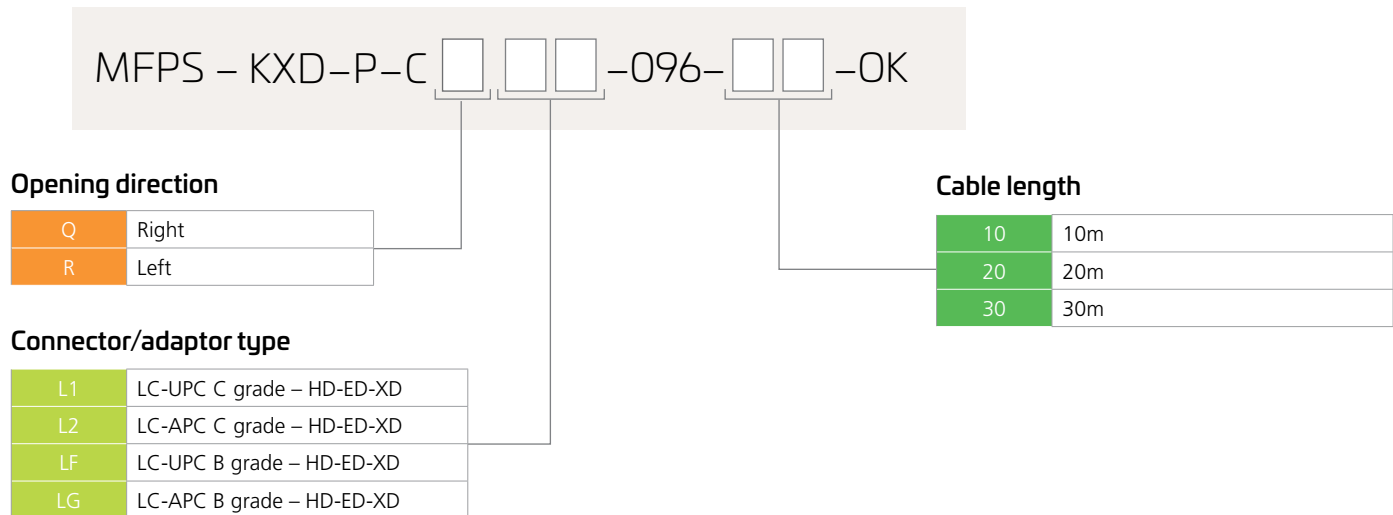 MFPS – KXD–P–C –096– –OK
Opening direction
Q Right
R Left
Connector/adaptor type
L1 LC-UPC C grade – HD-ED-XD
L2 LC-APC C grade – HD-ED-XD
LF LC-UPC B grade – HD-ED-XD
LG LC-APC B grade – HD-ED-XD
Cable length
10 10m
20 20m
30 30m